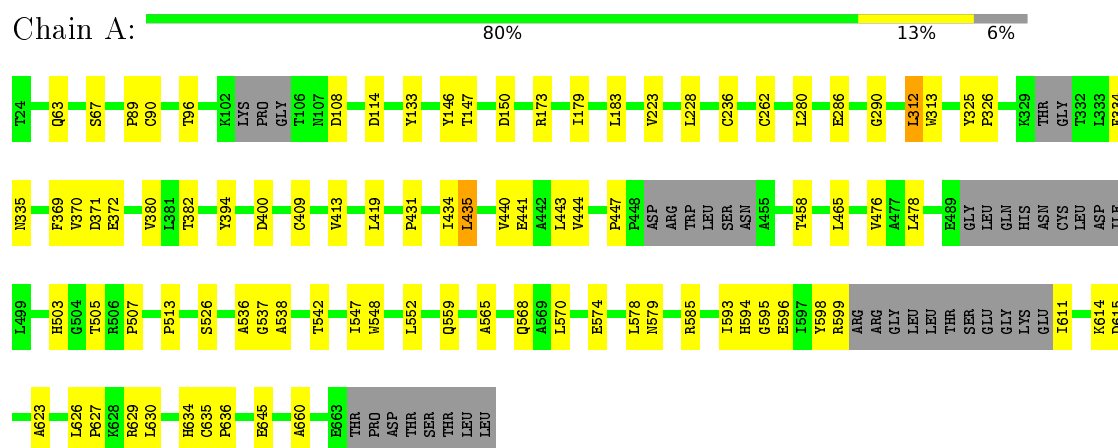 Chain A:
80% 13% 6%
T24 Q63 S67 P89 C90 T96 K102 LYS PRO GLY T106 N107 D108 D114 Y133 Y146 T147 D150 R173 I179 L183 V223 L228 C236 C262 L280 E286 G290 L312 W313 Y325 P326 K329 THR GLY T332 L333 F334
N335 F369 V370 D371 E372 V380 L381 T382 Y394 D400 C409 V413 L419 P431 I434 L435 V440 E441 A442 L443 V444 P447 P448 ASP ARG TRP LEU SER ASN A455 T458 L465 V476 A477 L478 E489 GLY LEU GLN HIS ASN CYS LEU ASP ILE
L499 H503 G504 T505 R506 P507 P513 S526 A536 G537 A538 T542 I547 W548 L552 Q559 A565 Q568 A569 L570 E574 L578 N579 R585 I593 H594 G595 E596 I597 Y598 R599 ARG ARG GLY LEU LEU THR SER GLU GLY LYS GLU I611 K614
A623 L626 P627 K628 R629 L630 H634 C635 P636 E645 A660 E663 THR PRO ASP THR SER THR LEU LEU